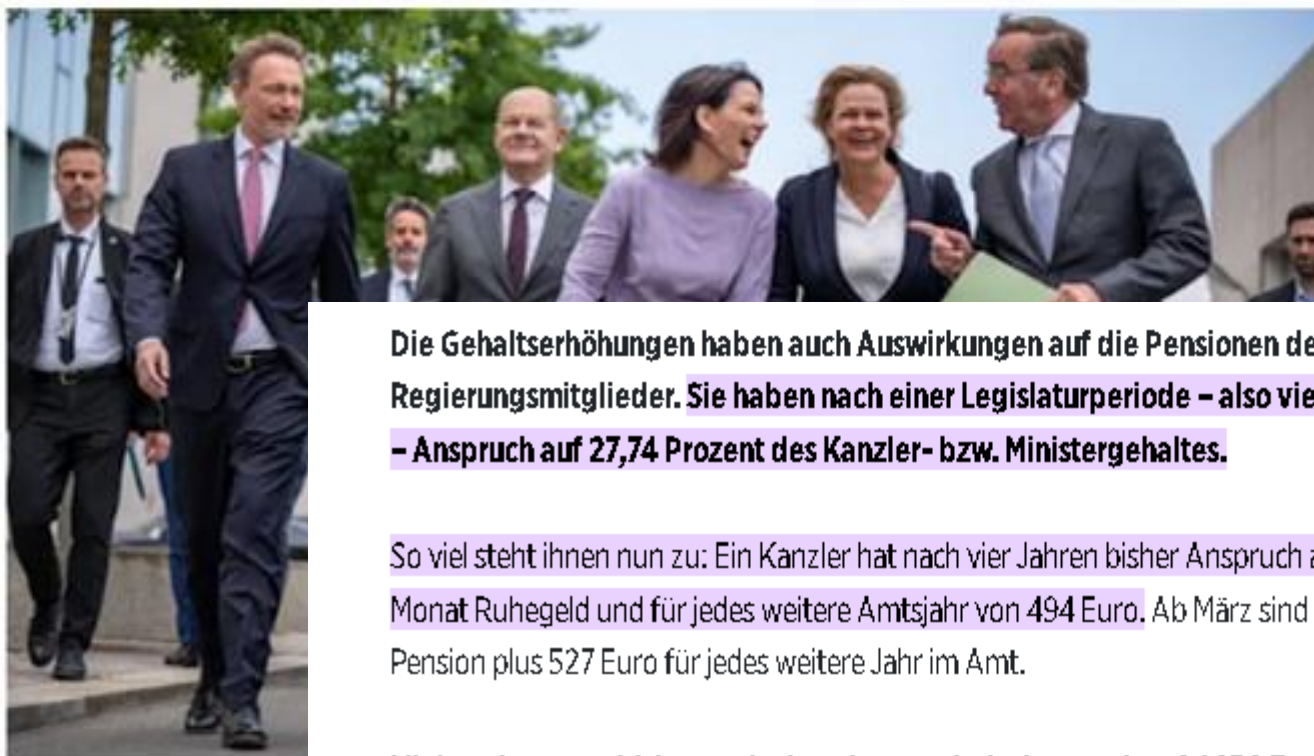 Die Gehaltserhöhungen haben auch Auswirkungen auf die Pensionen de
Regierungsmitglieder. Sie haben nach einer Legislaturperiode – also vie
– Anspruch auf 27,74 Prozent des Kanzler- bzw. Ministergehaltes.
So viel steht ihnen nun zu: Ein Kanzler hat nach vier Jahren bisher Anspruch a
Monat Ruhegeld und für jedes weitere Amtsjahr von 494 Euro. Ab März sind
Pension plus 527 Euro für jedes weitere Jahr im Amt.